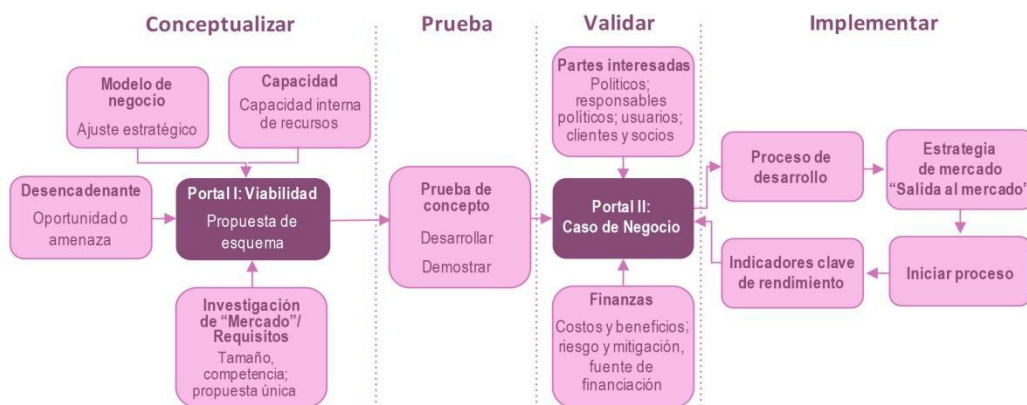 Conceptualizar
Prueba
Validar
Implementar
Modelo de
negocio
Ajuste estratégico
Capacidad
Capacidad interna
de recursos
Desencadenante
Oportunidad o
amenaza
Portal I: Viabilidad
Propuesta de
esquema
Investigación
de “Mercado”/
Requisitos
Tamaño,
competencia;
propuesta única
Prueba de
concepto
Desarrollar
Demostrar
Partes interesadas
Politicos;
responsables
políticos; usuarios;
clientes y socios
Portal II:
Caso de Negocio
Finanzas
Costos y beneficios;
riesgo y mitigación,
fuente de
financiación
Proceso de
desarrollo
Estrategia
de mercado
“Salida al mercado”
Indicadores clave
de rendimiento
Iniciar proceso